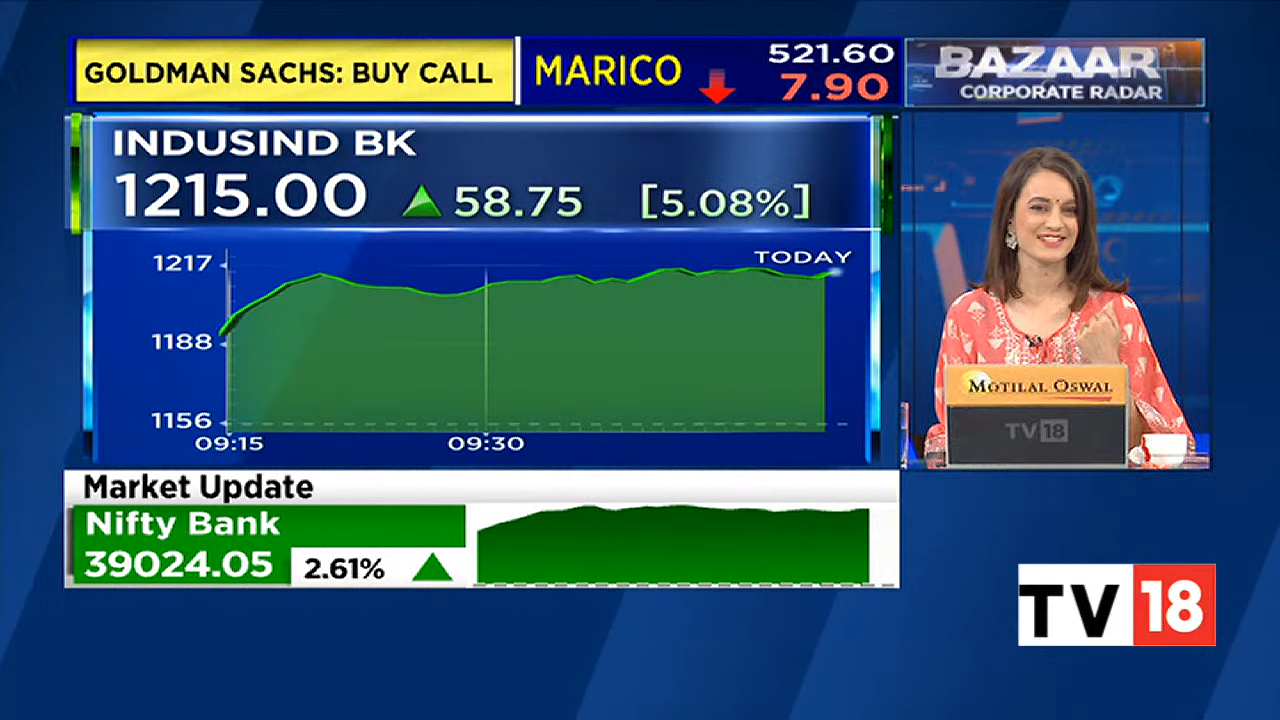 GOLDMAN SACHS: BUY CALL
MARICO
521.60
7.90
BAZAAR
CORPORATE RADAR
INDUSIND BK
1215.00 58.75 [5.08%]
TODAY
1217
1188
1156
09:15 09:30
MOTILAL OSWAL
TV18
Market Update
Nifty Bank
39024.05 2.61%
TV18